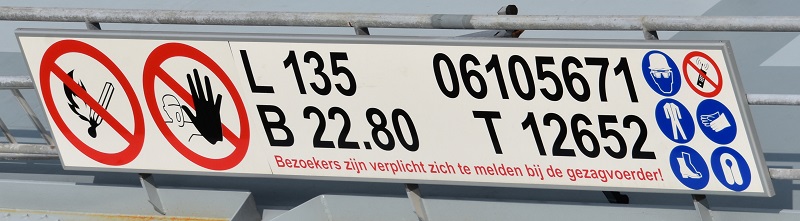 L 135 06105671
B 22.80 T 12652
Bezoekers zijn verplicht zich te melden bij de gezagvoerder!